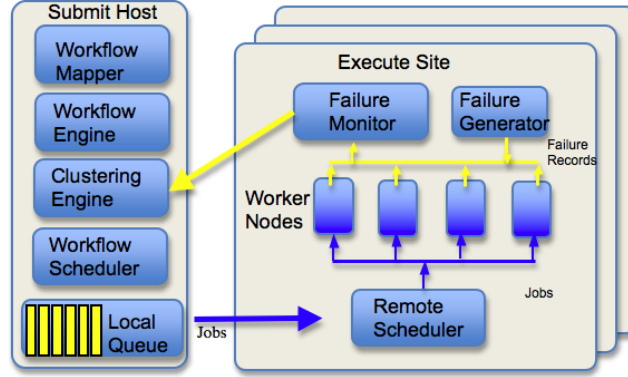 Submit Host
Workflow
Mapper
Workflow
Engine
Clustering
Engine
Workflow
Scheduler
Local
Queue
Jobs
Execute Site
Failure
Monitor
Failure
Generator
Failure
Records
Worker
Nodes
Jobs
Remote
Scheduler